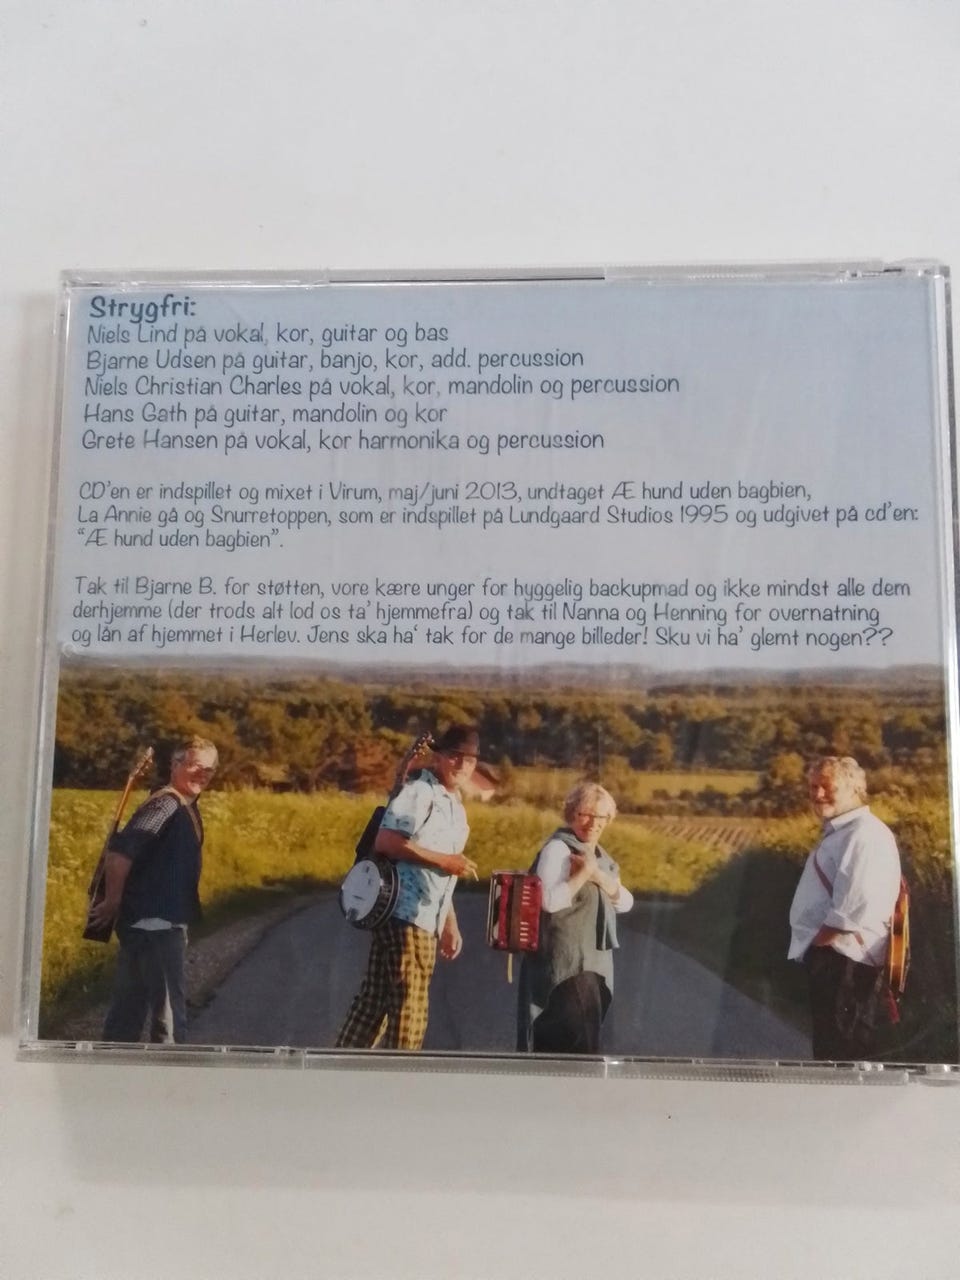 Strygfri:
Niels Lind på vokal, kor, guitar og bas
Bjarne Udsen på guitar, banjo, kor, add. percussion
Niels Christian Charles på vokal, kor, mandolin og percussion
Hans Gath på guitar, mandolin og kor
Grete Hansen på vokal, kor harmonika og percussion
CD'en er indspillet og mixet i Virum, maj/juni 2013, undtaget Æ hund uden bagbien,
La Annie gå og Snurretoppen, som er indspillet på Lundgaard Studios 1995 og udgivet på cd'en:
"Æ hund uden bagbien".
Tak til Bjarne B. for støtten, vore kære unger for hyggelig backupmad og ikke mindst alle dem
derhjemme (der trods alt lod os ta' hjemmefra) og tak til Nanna og Henning for overnatning
og lån af hjemmet i Herlev. Jens ska ha' tak for de mange billeder! Sku vi ha' glemt nogen??